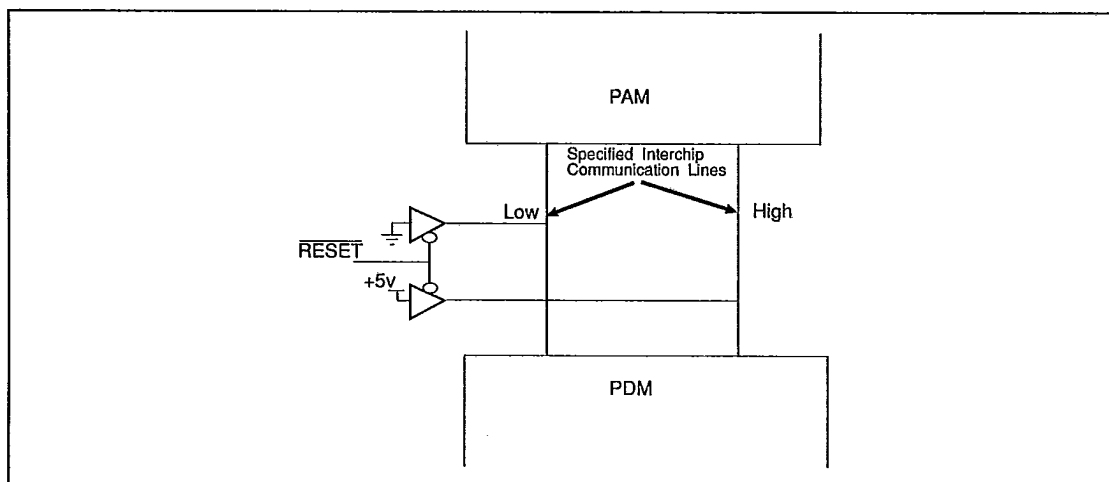 PAM
Specified Interchip
Communication Lines
Low
High
RESET
+5v
PDM